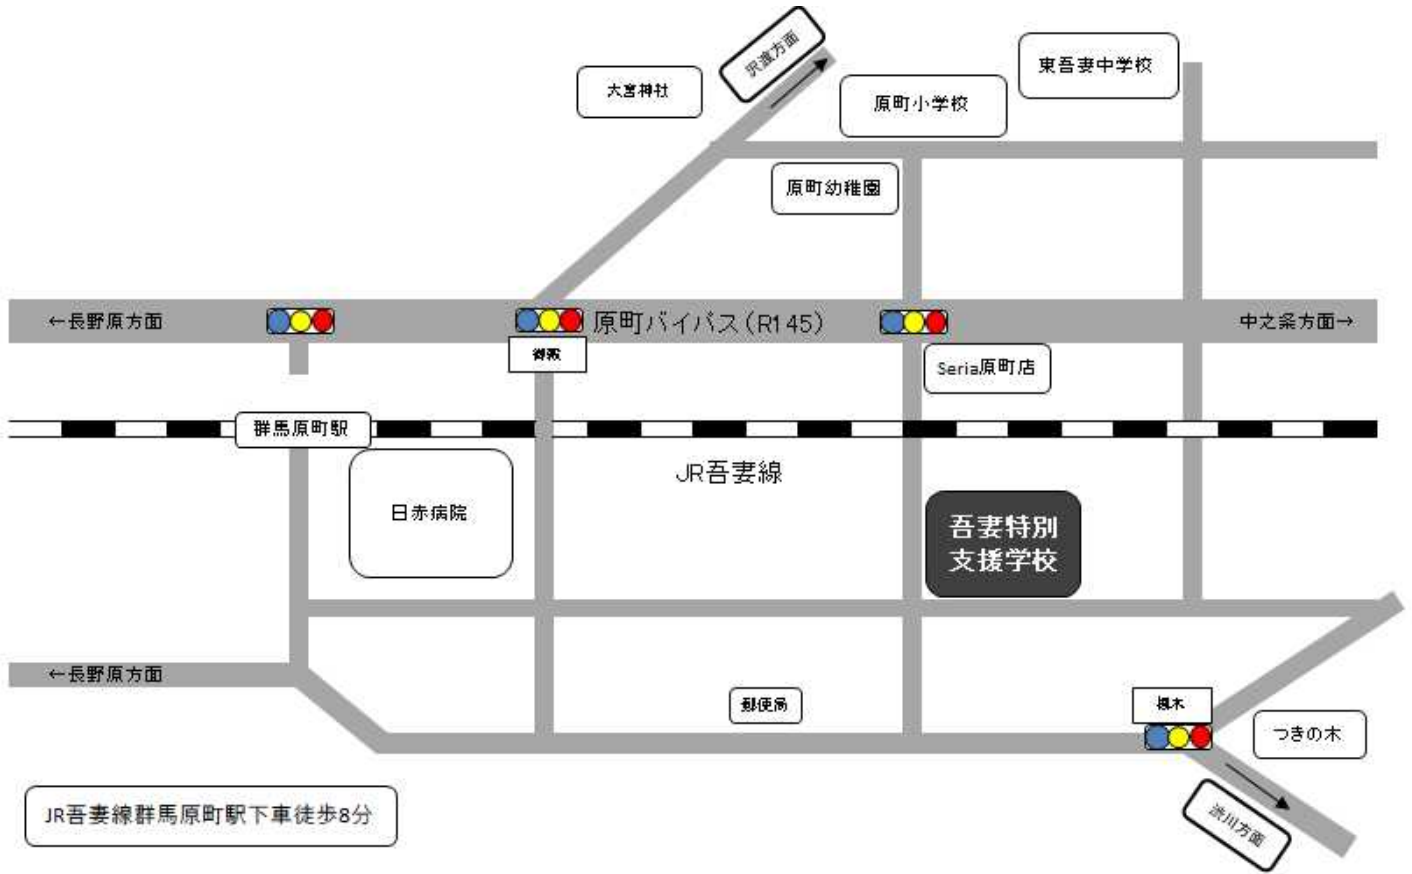 沢渡方面
東吾妻中学校
大宮神社
原町小学校
原町幼稚園
←長野原方面
原町バイパス(R145)
中之条方面→
御殿
Seria原町店
群馬原町駅
JR吾妻線
日赤病院
吾妻特別
支援学校
←長野原方面
郵便局
槻木
つきの木
渋川方面
JR吾妻線群馬原町駅下車徒歩8分